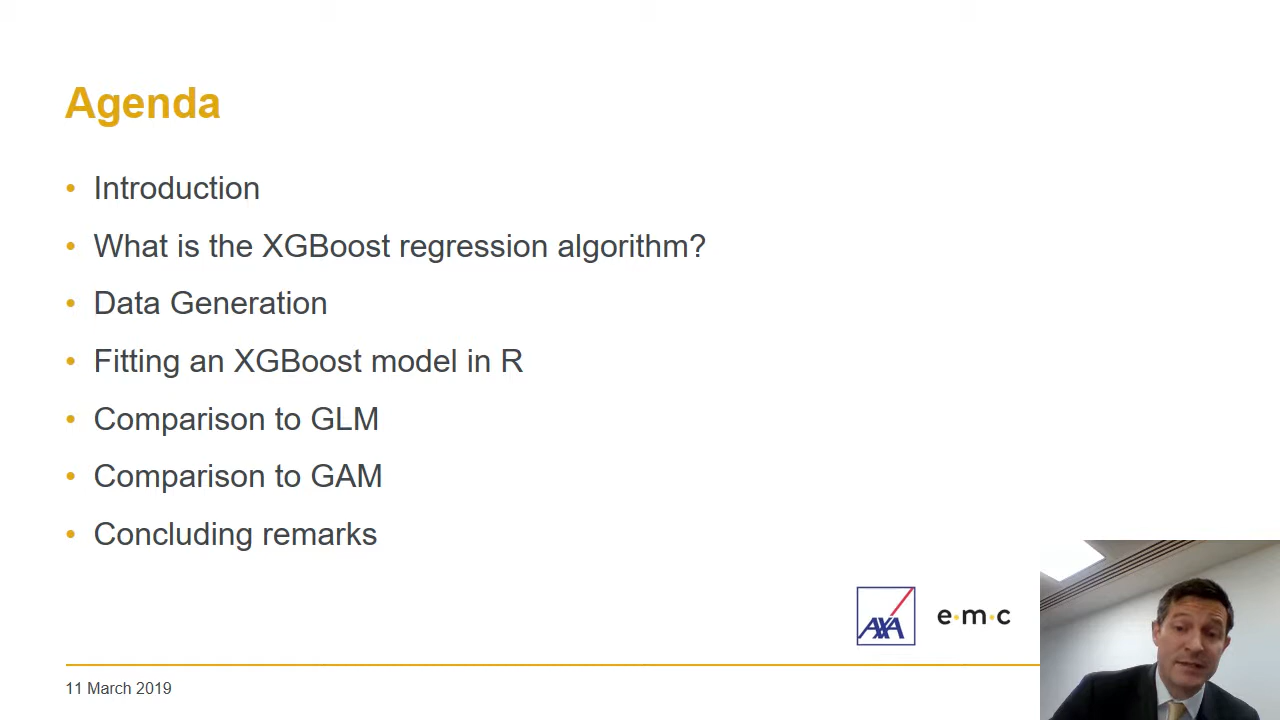 Agenda
• Introduction
• What is the XGBoost regression algorithm?
• Data Generation
• Fitting an XGBoost model in R
• Comparison to GLM
• Comparison to GAM
• Concluding remarks
AXA
e·m·c
11 March 2019